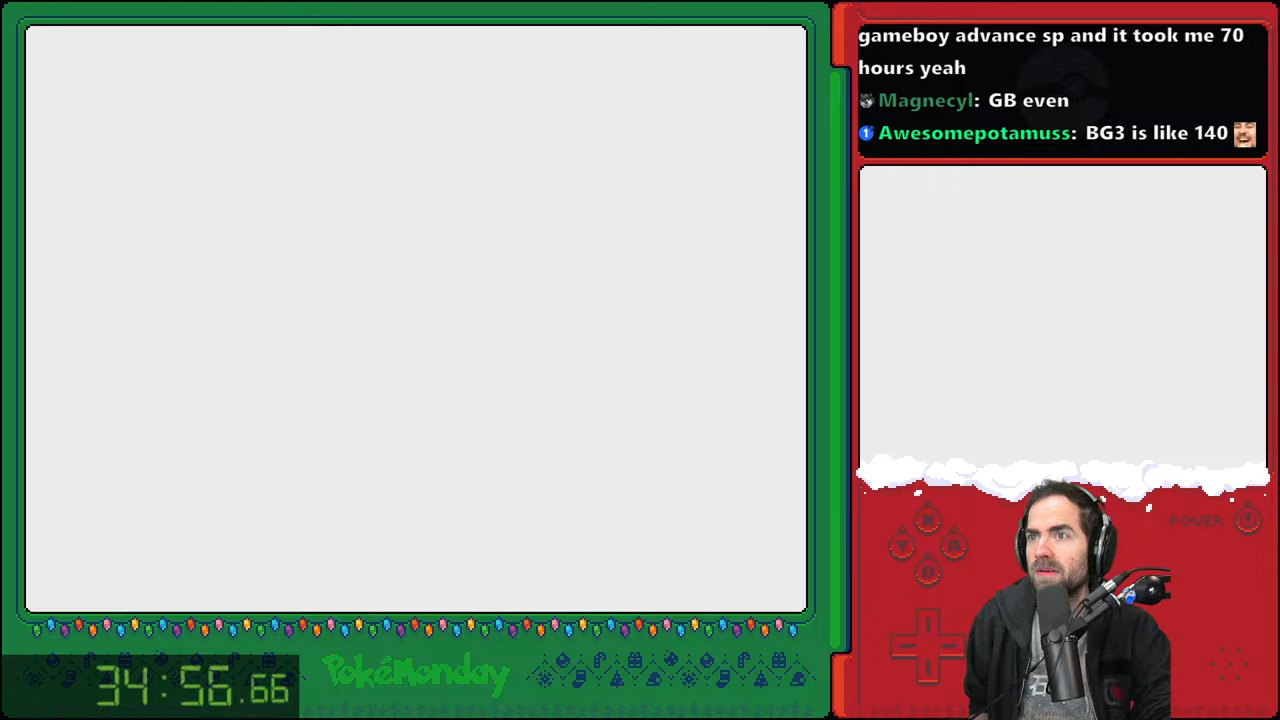 gameboy advance sp and it took me 70
hours yeah
Magnecyl: GB even
1 Awesomepotamuss: BG3 is like 140
X
Y A
B
POWER
PokéMonday
34:56.66